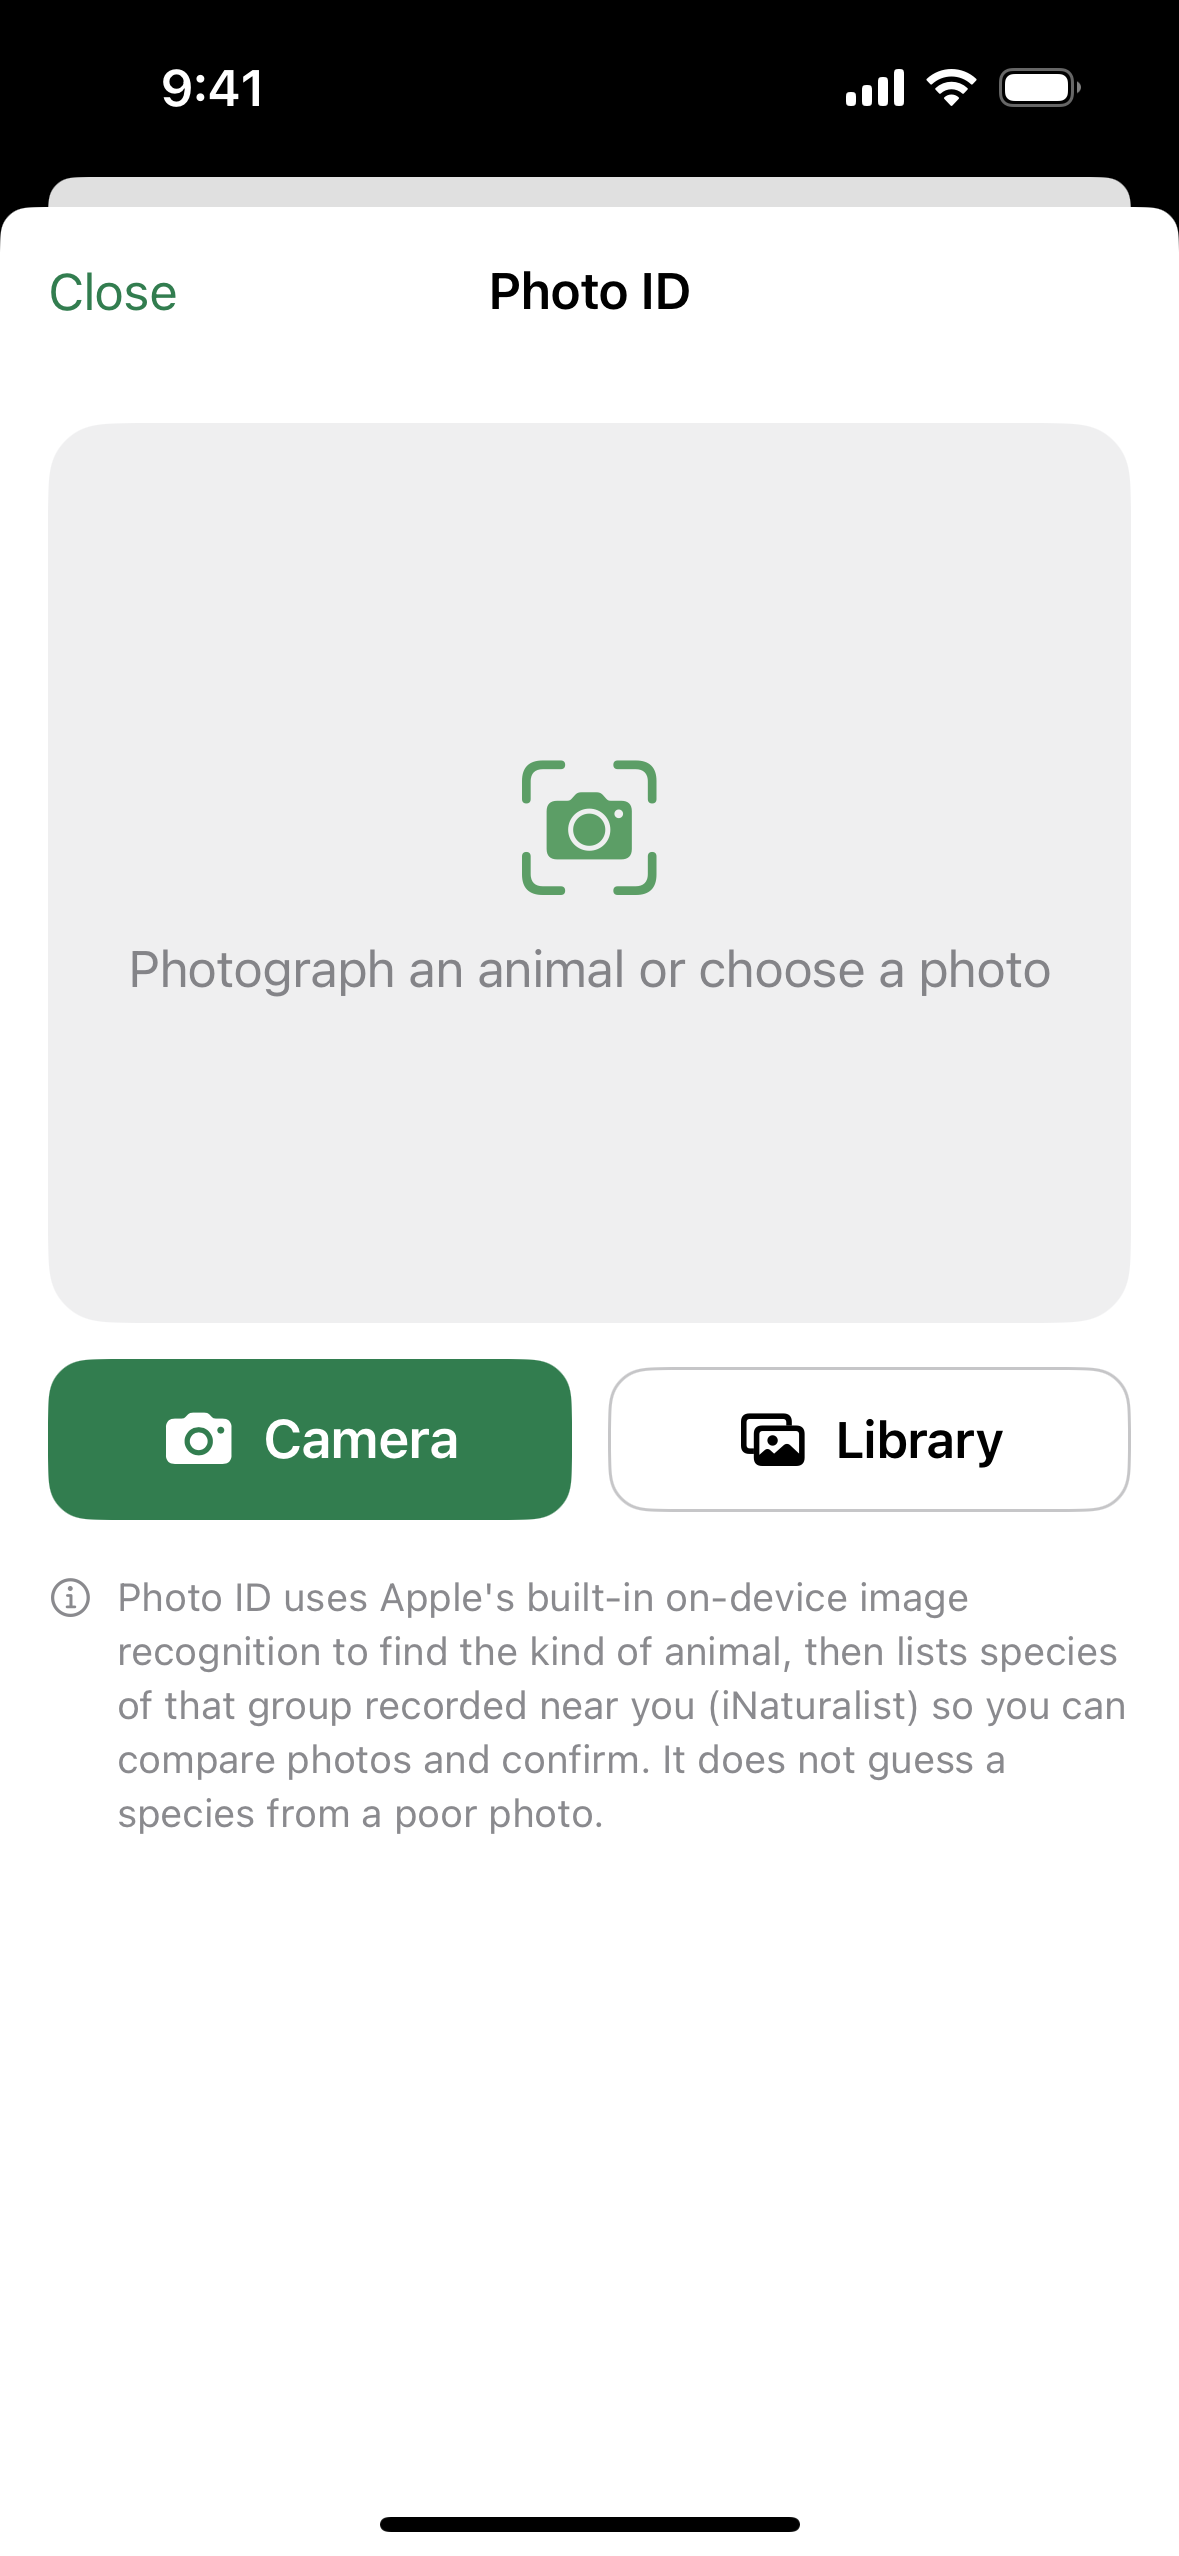 9:41
Close
Photo ID
Photograph an animal or choose a photo
Camera
Library
Photo ID uses Apple's built-in on-device image
recognition to find the kind of animal, then lists species
of that group recorded near you (iNaturalist) so you can
compare photos and confirm. It does not guess a
species from a poor photo.